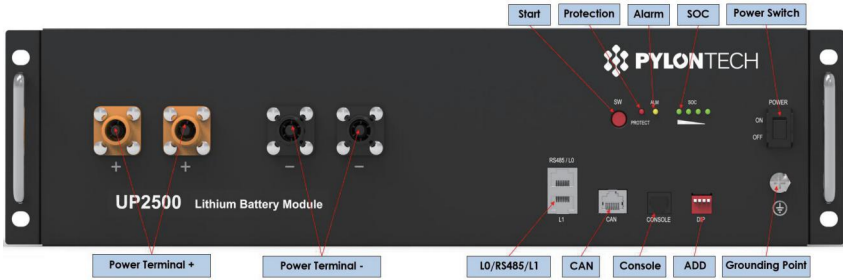 Start Protection Alarm SOC Power Switch
PYLONTECH
SW ALM SOC POWER
PROTECT
ON
OFF
+ + − −
RS485 / L0
UP2500 Lithium Battery Module
L1 CAN CONSOLE DIP
Power Terminal + Power Terminal - L0/RS485/L1 CAN Console ADD Grounding Point